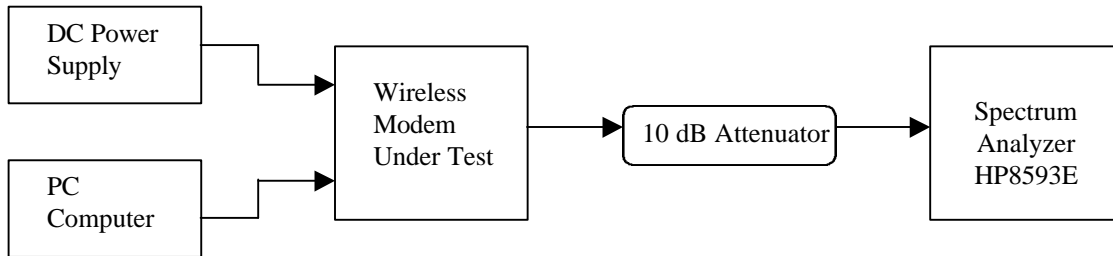 DC Power
Supply
PC
Computer
Wireless
Modem
Under Test
10 dB Attenuator
Spectrum
Analyzer
HP8593E